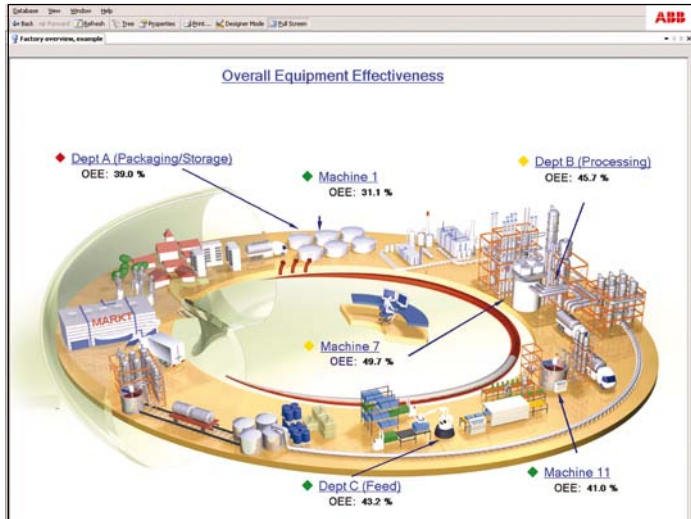 Database View Window Help
ABB
Back Forward Refresh Tree Properties Print... Designer Mode Full Screen
Factory overview, example
Overall Equipment Effectiveness
Dept A (Packaging/Storage)
OEE: 39.0 %
Machine 1
OEE: 31.1 %
Dept B (Processing)
OEE: 45.7 %
MARKT
Machine 7
OEE: 49.7 %
Dept C (Feed)
OEE: 43.2 %
Machine 11
OEE: 41.0 %